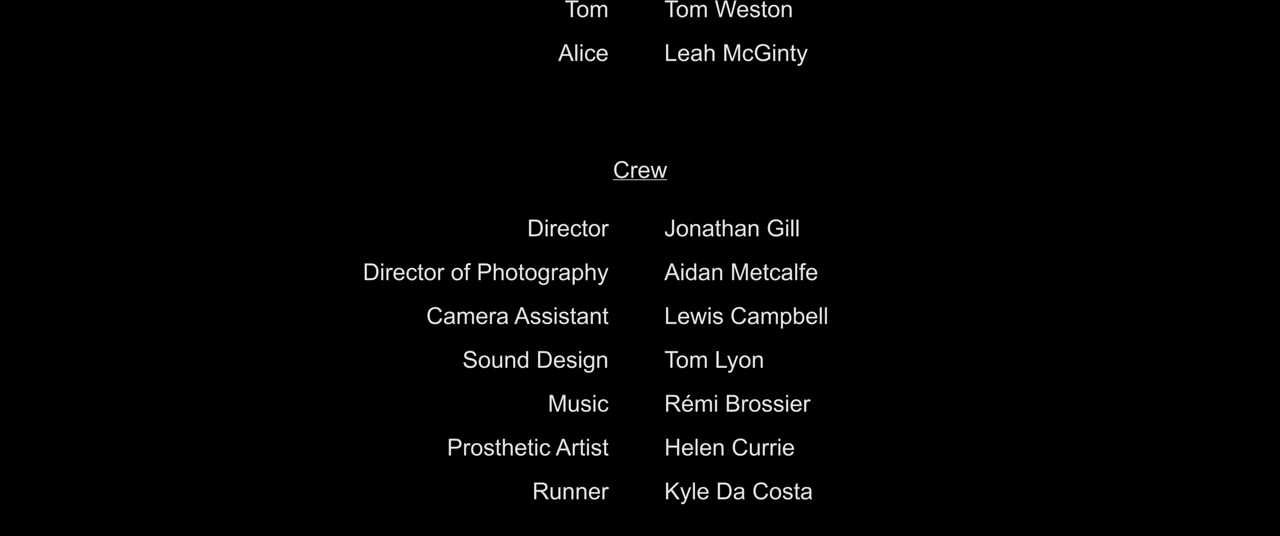 Tom Tom Weston
Alice Leah McGinty
Crew
Director Jonathan Gill
Director of Photography Aidan Metcalfe
Camera Assistant Lewis Campbell
Sound Design Tom Lyon
Music Rémi Brossier
Prosthetic Artist Helen Currie
Runner Kyle Da Costa